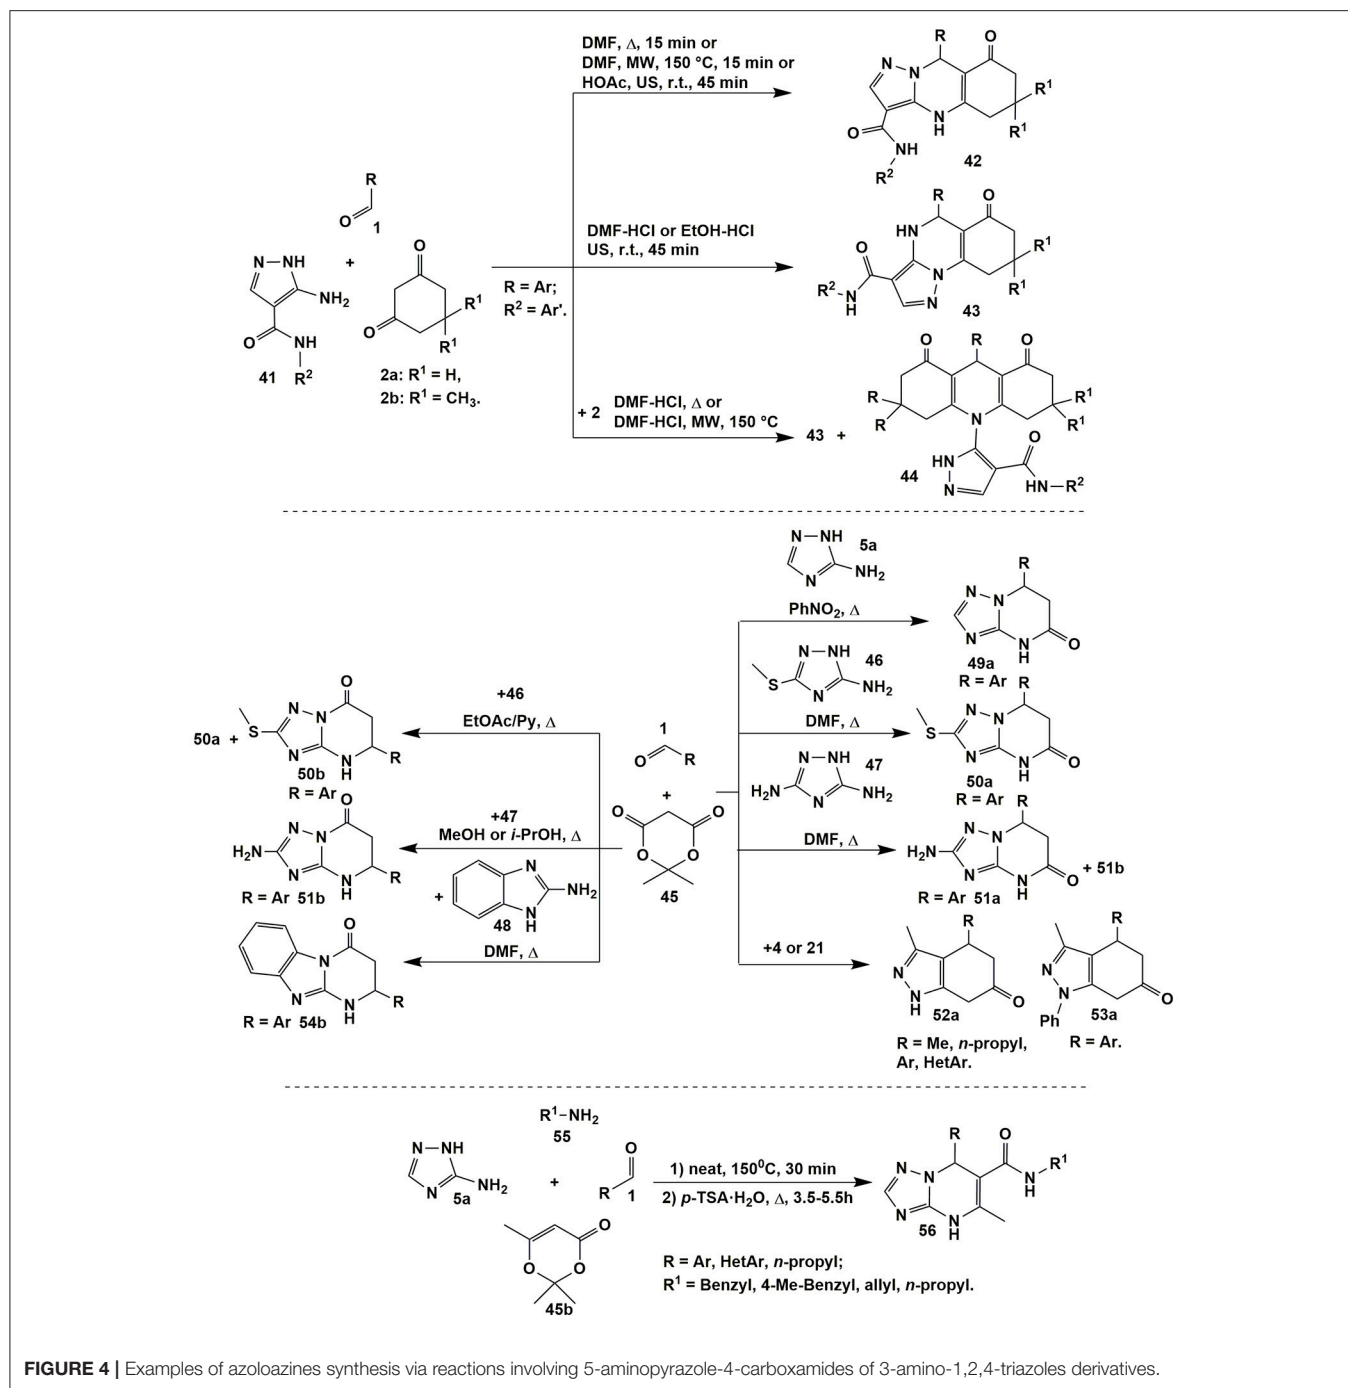 DMF, Δ, 15 min or
DMF, MW, 150 °C, 15 min or
HOAc, US, r.t., 45 min
R
O
N
N
R¹
R¹
N
H
O
NH
R²
42
R
O
1
DMF-HCl or EtOH-HCl
US, r.t., 45 min
R
O
HN
R¹
R¹
O
N
N
R²
N
H
43
N
NH
NH₂
O
NH
R²
41
+
O
O
R¹
R¹
2a: R¹ = H,
2b: R¹ = CH₃.
R = Ar;
R² = Ar'.
+ 2
DMF-HCl, Δ or
DMF-HCl, MW, 150 °C
43 +
O
R
O
R
R
R¹
R¹
N
HN
N
O
HN
R²
44
N
NH
N
NH₂
5a
PhNO₂, Δ
R
N
N
N
N
H
O
49a
R = Ar
S
N
NH
N
NH₂
46
DMF, Δ
R
S
N
N
N
N
H
O
50a
R = Ar
+46
EtOAc/Py, Δ
50a +
S
O
N
N
N
N
H
R
50b
R = Ar
O
R
1
+
O
O
O
O
45
H₂N
N
NH
N
NH₂
47
DMF, Δ
R
H₂N
N
N
N
N
H
O
+ 51b
R = Ar 51a
+47
MeOH or i-PrOH, Δ
O
H₂N
N
N
N
N
H
R
R = Ar 51b
+
N
NH₂
N
H
48
DMF, Δ
O
N
N
N
H
R
R = Ar 54b
+4 or 21
R
N
N
H
O
52a
R = Me, n-propyl,
Ar, HetAr.
R
N
N
Ph
O
53a
R = Ar.
R¹–NH₂
55
N
NH
N
NH₂
5a
+
O
R
1
O
O
O
45b
1) neat, 150⁰C, 30 min
2) p-TSA·H₂O, Δ, 3.5-5.5h
R
O
N
N
N
N
H
N
H
R¹
56
R = Ar, HetAr, n-propyl;
R¹ = Benzyl, 4-Me-Benzyl, allyl, n-propyl.
FIGURE 4 | Examples of azoloazines synthesis via reactions involving 5-aminopyrazole-4-carboxamides of 3-amino-1,2,4-triazoles derivatives.